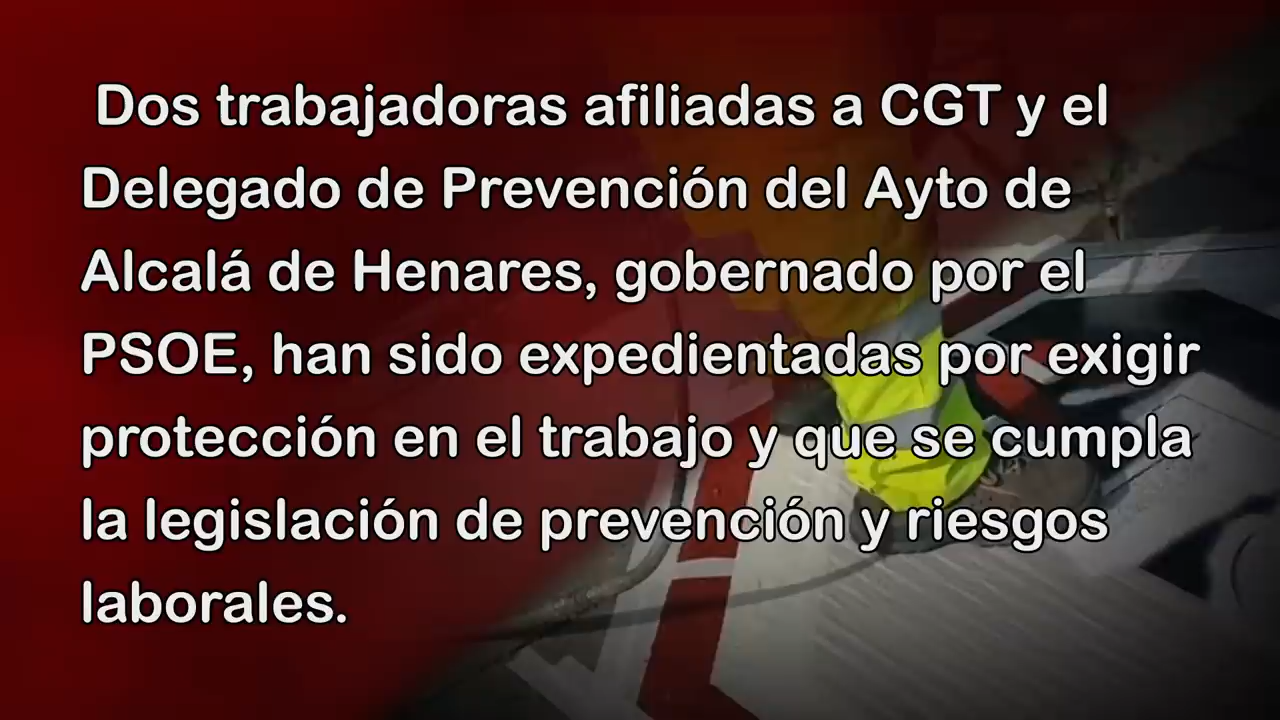 Dos trabajadoras afiliadas a CGT y el
Delegado de Prevención del Ayto de
Alcalá de Henares, gobernado por el
PSOE, han sido expedientadas por exigir
protección en el trabajo y que se cumpla
la legislación de prevención y riesgos
laborales.